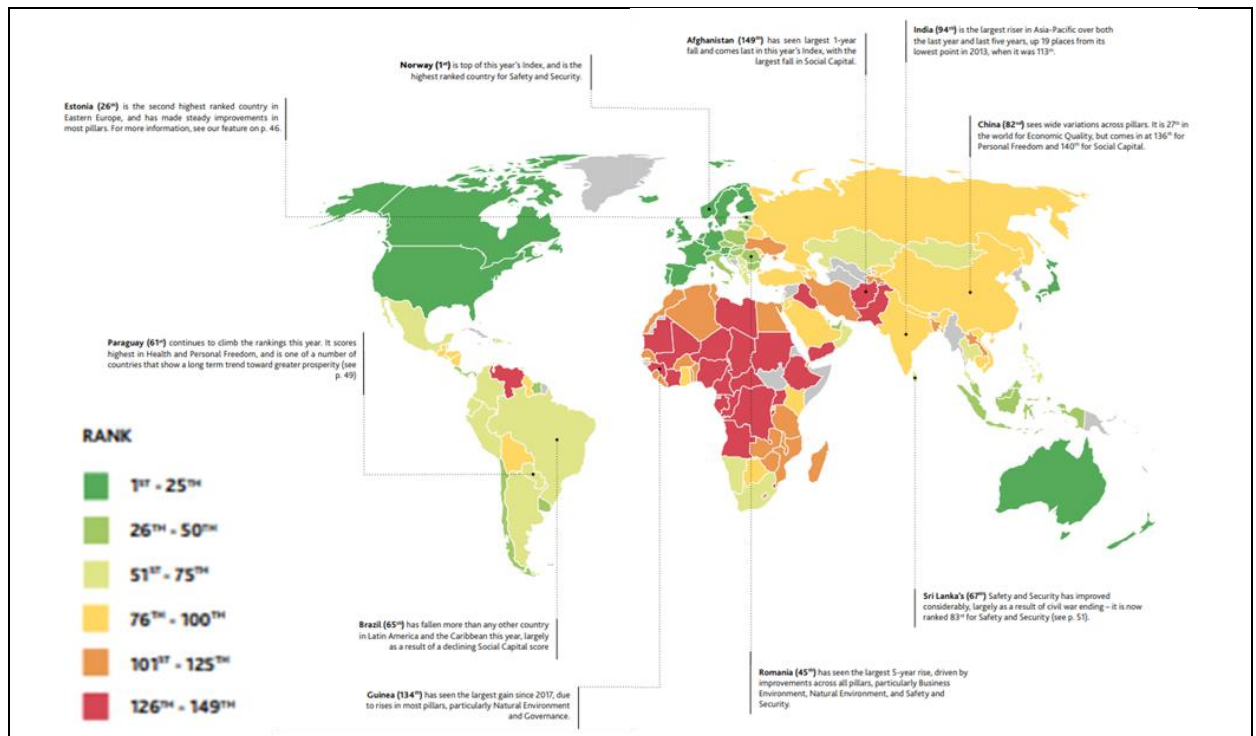 Afghanistan (149th) has seen largest 1-year
fall and comes last in this year's Index, with the
largest fall in Social Capital.
India (94th) is the largest riser in Asia-Pacific over both
the last year and last five years, up 19 places from its
lowest point in 2013, when it was 113th.
Norway (1st) is top of this year's Index, and is the
highest ranked country for Safety and Security.
Estonia (26th) is the second highest ranked country in
Eastern Europe, and has made steady improvements in
most pillars. For more information, see our feature on p. 46.
China (82nd) sees wide variations across pillars. It is 27th in
the world for Economic Quality, but comes in at 136th for
Personal Freedom and 140th for Social Capital.
Paraguay (61st) continues to climb the rankings this year. It scores
highest in Health and Personal Freedom, and is one of a number of
countries that show a long term trend toward greater prosperity (see
p. 49)
RANK
1ST - 25TH
26TH - 50TH
51ST - 75TH
76TH - 100TH
101ST - 125TH
126TH - 149TH
Sri Lanka's (67th) Safety and Security has improved
considerably, largely as a result of civil war ending – it is now
ranked 83rd for Safety and Security (see p. 51).
Brazil (65th) has fallen more than any other country
in Latin America and the Caribbean this year, largely
as a result of a declining Social Capital score
Romania (45th) has seen the largest 5-year rise, driven by
improvements across all pillars, particularly Business
Environment, Natural Environment, and Safety and
Security.
Guinea (134th) has seen the largest gain since 2017, due
to rises in most pillars, particularly Natural Environment
and Governance.